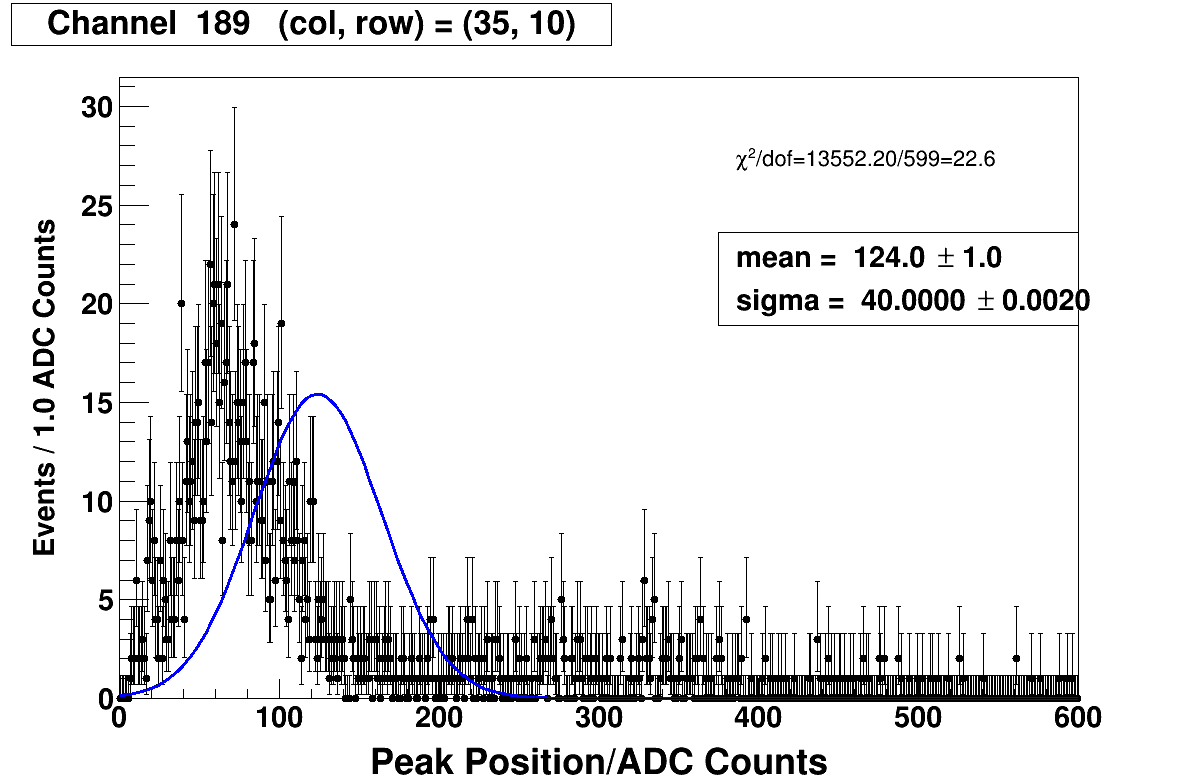 Channel 189 (col, row) = (35, 10)
χ²/dof=13552.20/599=22.6
mean = 124.0 ± 1.0
sigma = 40.0000 ± 0.0020
Events / 1.0 ADC Counts
30
25
20
15
10
5
0
0 100 200 300 400 500 600
Peak Position/ADC Counts